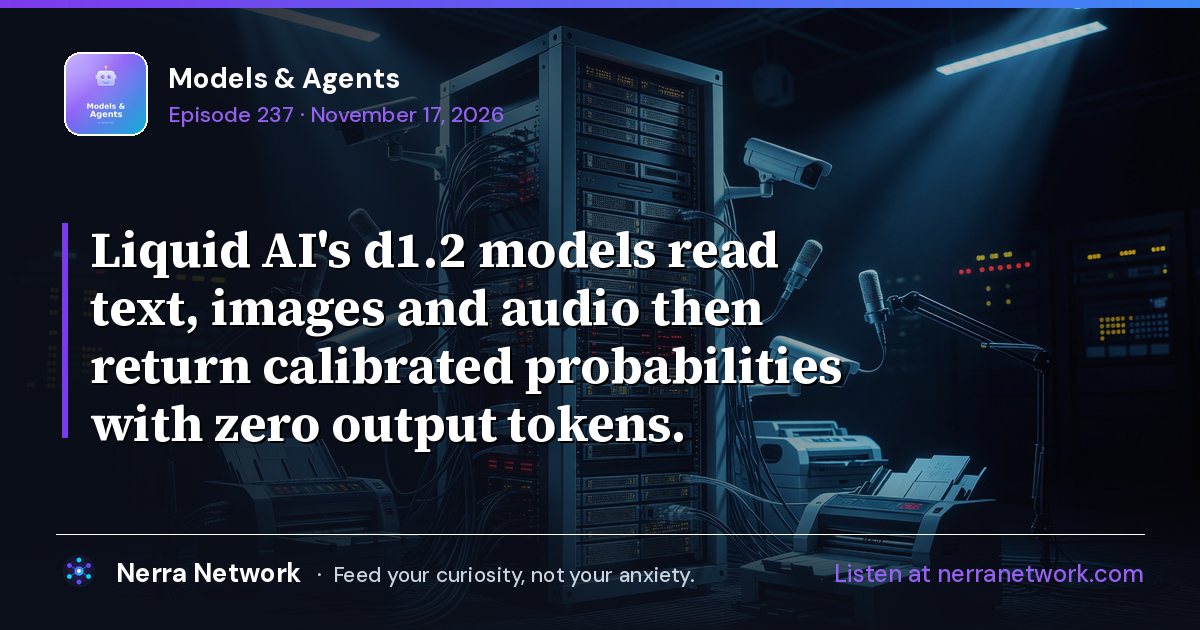 Models & Agents
Episode 237 · November 17, 2026
Models &
Agents
Liquid AI's d1.2 models read
text, images and audio then
return calibrated probabilities
with zero output tokens.
Nerra Network · Feed your curiosity, not your anxiety.
Listen at nerranetwork.com